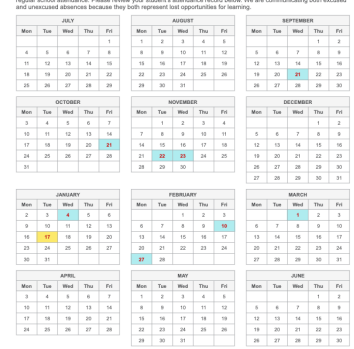 regular school attendance. Please review your student's attendance record below. We are communicating both excused
and unexcused absences because they both represent lost opportunities for learning.
JULY
Mon Tue Wed Thu Fri
1
4 5 6 7 8
11 12 13 14 15
18 19 20 21 22
25 26 27 28 29
AUGUST
Mon Tue Wed Thu Fri
1 2 3 4 5
8 9 10 11 12
15 16 17 18 19
22 23 24 25 26
29 30 31
SEPTEMBER
Mon Tue Wed Thu Fri
1 2
5 6 7 8 9
12 13 14 15 16
19 20 21 22 23
26 27 28 29 30
OCTOBER
Mon Tue Wed Thu Fri
3 4 5 6 7
10 11 12 13 14
17 18 19 20 21
24 25 26 27 28
31
NOVEMBER
Mon Tue Wed Thu Fri
1 2 3 4
7 8 9 10 11
14 15 16 17 18
21 22 23 24 25
28 29 30
DECEMBER
Mon Tue Wed Thu Fri
1 2
5 6 7 8 9
12 13 14 15 16
19 20 21 22 23
26 27 28 29 30
JANUARY
Mon Tue Wed Thu Fri
2 3 4 5 6
9 10 11 12 13
16 17 18 19 20
23 24 25 26 27
30 31
FEBRUARY
Mon Tue Wed Thu Fri
1 2 3
6 7 8 9 10
13 14 15 16 17
20 21 22 23 24
27 28
MARCH
Mon Tue Wed Thu Fri
1 2 3
6 7 8 9 10
13 14 15 16 17
20 21 22 23 24
27 28 29 30 31
APRIL
Mon Tue Wed Thu Fri
3 4 5 6 7
10 11 12 13 14
17 18 19 20 21
24 25 26 27 28
MAY
Mon Tue Wed Thu Fri
1 2 3 4 5
8 9 10 11 12
15 16 17 18 19
22 23 24 25 26
29 30 31
JUNE
Mon Tue Wed Thu Fri
1 2
5 6 7 8 9
12 13 14 15 16
19 20 21 22 23
26 27 28 29 30